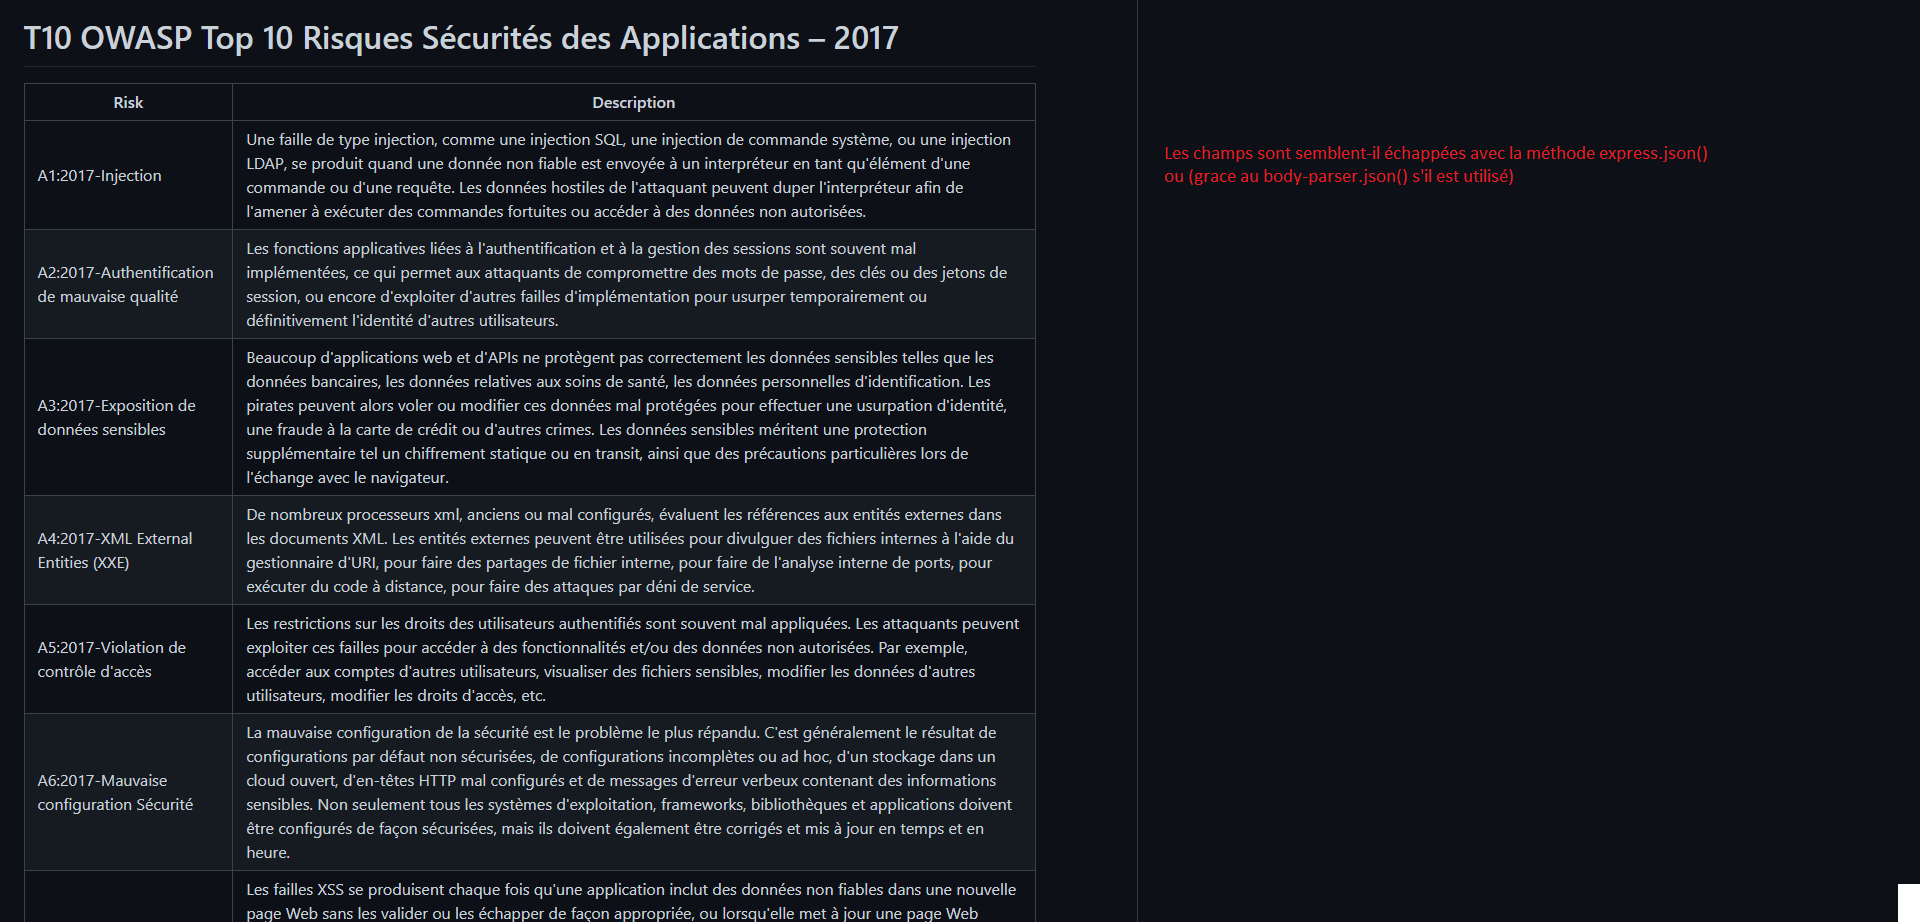 T10 OWASP Top 10 Risques Sécurités des Applications – 2017
Risk
Description
A1:2017-Injection
Une faille de type injection, comme une injection SQL, une injection de commande système, ou une injection
LDAP, se produit quand une donnée non fiable est envoyée à un interpréteur en tant qu'élément d'une
commande ou d'une requête. Les données hostiles de l'attaquant peuvent duper l'interpréteur afin de
l'amener à exécuter des commandes fortuites ou accéder à des données non autorisées.
Les champs sont semblent-il échappées avec la méthode express.json()
ou (grace au body-parser.json() s'il est utilisé)
A2:2017-Authentification
de mauvaise qualité
Les fonctions applicatives liées à l'authentification et à la gestion des sessions sont souvent mal
implémentées, ce qui permet aux attaquants de compromettre des mots de passe, des clés ou des jetons de
session, ou encore d'exploiter d'autres failles d'implémentation pour usurper temporairement ou
définitivement l'identité d'autres utilisateurs.
A3:2017-Exposition de
données sensibles
Beaucoup d'applications web et d'APIs ne protègent pas correctement les données sensibles telles que les
données bancaires, les données relatives aux soins de santé, les données personnelles d'identification. Les
pirates peuvent alors voler ou modifier ces données mal protégées pour effectuer une usurpation d'identité,
une fraude à la carte de crédit ou d'autres crimes. Les données sensibles méritent une protection
supplémentaire tel un chiffrement statique ou en transit, ainsi que des précautions particulières lors de
l'échange avec le navigateur.
A4:2017-XML External
Entities (XXE)
De nombreux processeurs xml, anciens ou mal configurés, évaluent les références aux entités externes dans
les documents XML. Les entités externes peuvent être utilisées pour divulguer des fichiers internes à l'aide du
gestionnaire d'URI, pour faire des partages de fichier interne, pour faire de l'analyse interne de ports, pour
exécuter du code à distance, pour faire des attaques par déni de service.
A5:2017-Violation de
contrôle d'accès
Les restrictions sur les droits des utilisateurs authentifiés sont souvent mal appliquées. Les attaquants peuvent
exploiter ces failles pour accéder à des fonctionnalités et/ou des données non autorisées. Par exemple,
accéder aux comptes d'autres utilisateurs, visualiser des fichiers sensibles, modifier les données d'autres
utilisateurs, modifier les droits d'accès, etc.
A6:2017-Mauvaise
configuration Sécurité
La mauvaise configuration de la sécurité est le problème le plus répandu. C'est généralement le résultat de
configurations par défaut non sécurisées, de configurations incomplètes ou ad hoc, d'un stockage dans un
cloud ouvert, d'en-têtes HTTP mal configurés et de messages d'erreur verbeux contenant des informations
sensibles. Non seulement tous les systèmes d'exploitation, frameworks, bibliothèques et applications doivent
être configurés de façon sécurisées, mais ils doivent également être corrigés et mis à jour en temps et en
heure.
Les failles XSS se produisent chaque fois qu'une application inclut des données non fiables dans une nouvelle
page Web sans les valider ou les échapper de façon appropriée, ou lorsqu'elle met à jour une page Web